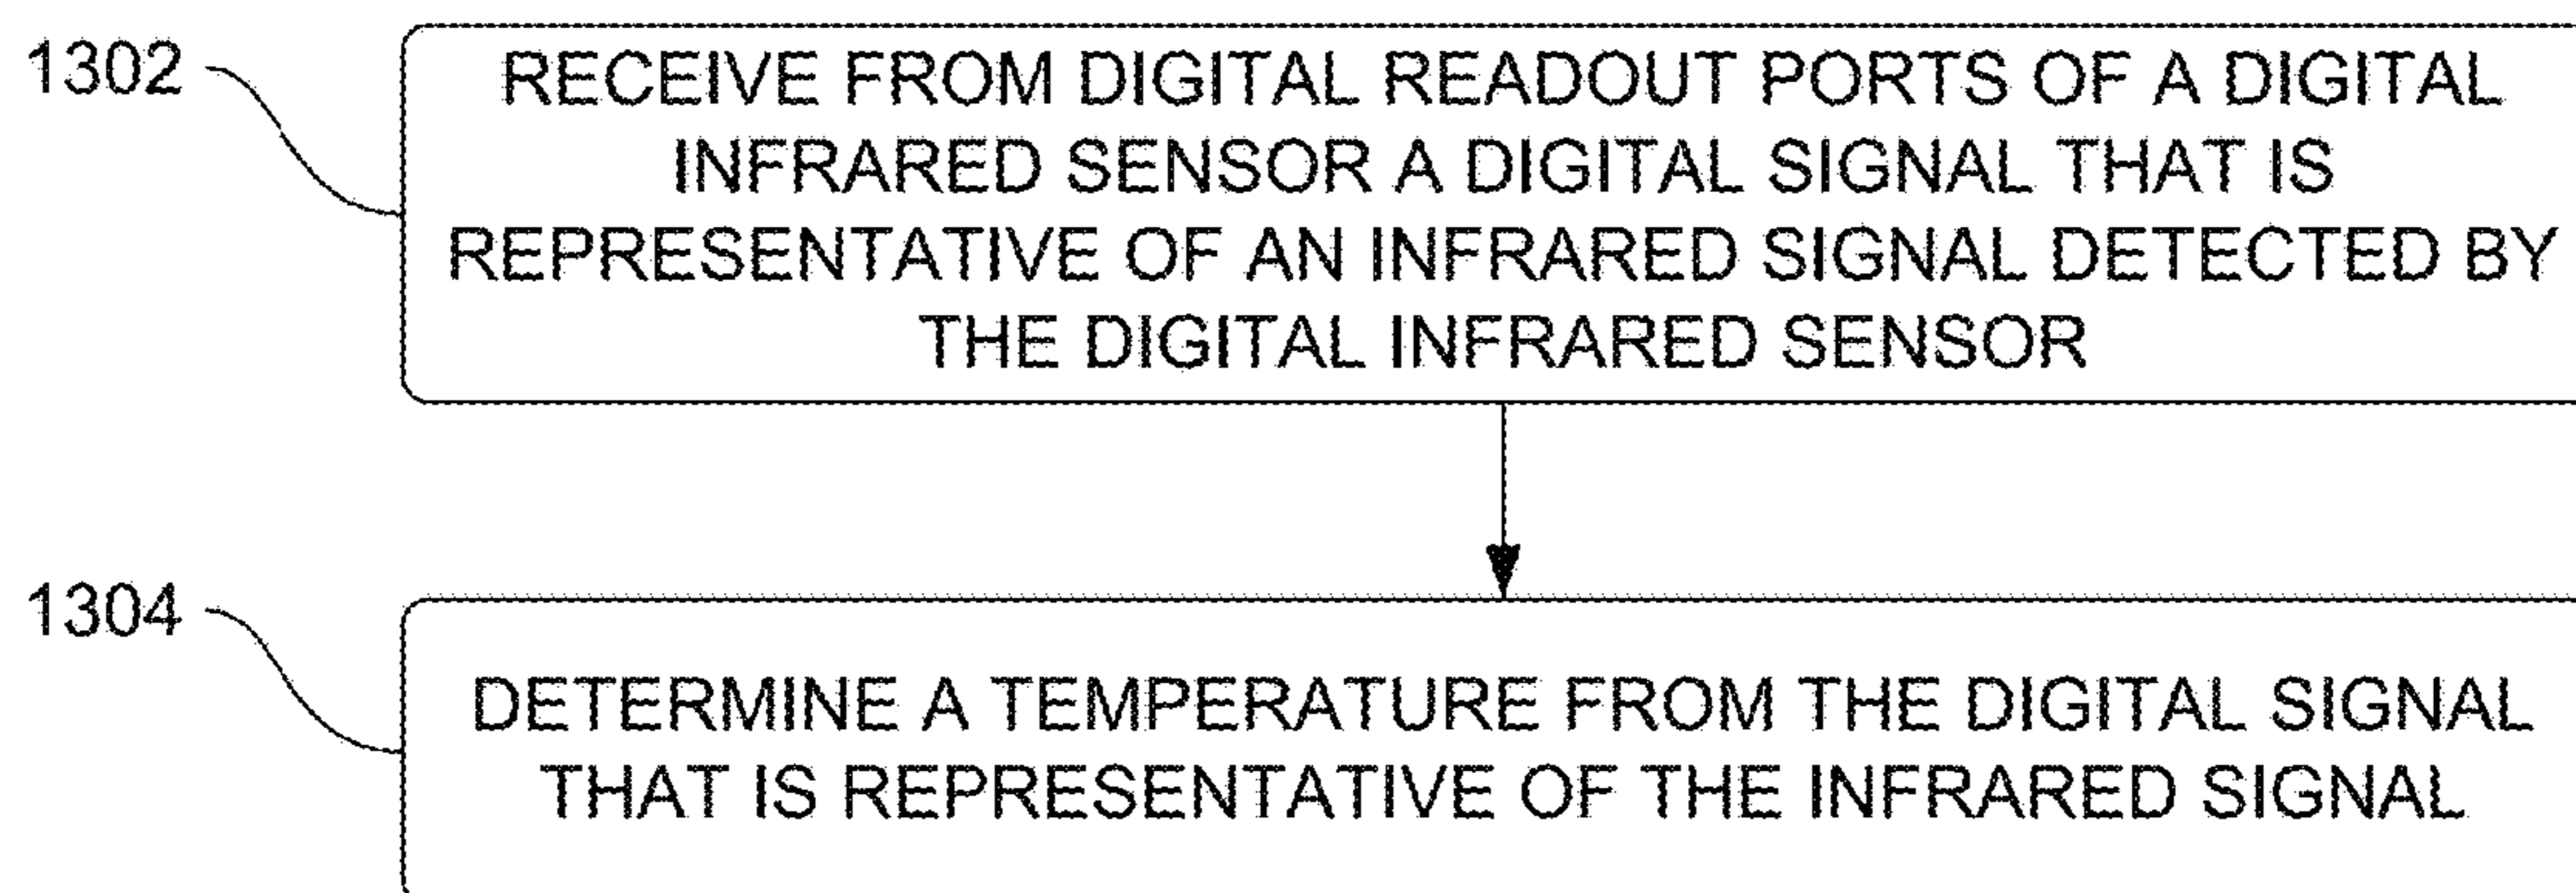 1302
RECEIVE FROM DIGITAL READOUT PORTS OF A DIGITAL
INFRARED SENSOR A DIGITAL SIGNAL THAT IS
REPRESENTATIVE OF AN INFRARED SIGNAL DETECTED BY
THE DIGITAL INFRARED SENSOR
1304
DETERMINE A TEMPERATURE FROM THE DIGITAL SIGNAL
THAT IS REPRESENTATIVE OF THE INFRARED SIGNAL